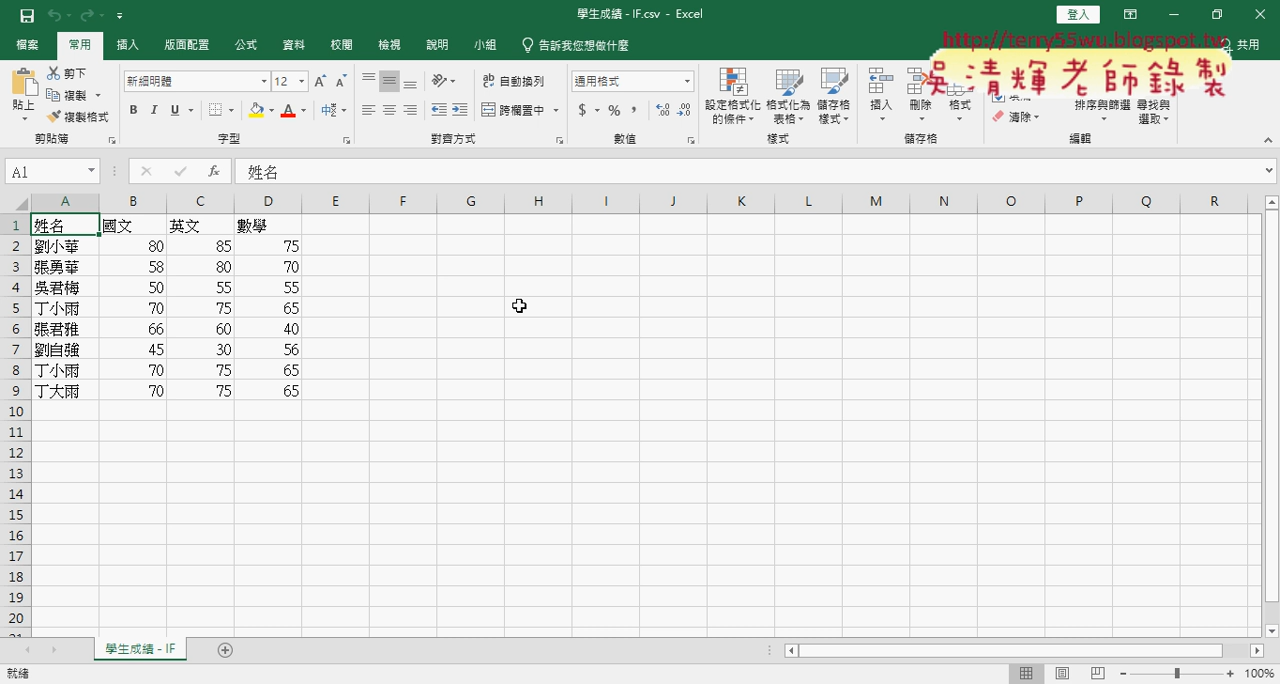 學生成績 - IF.csv - Excel
登入
檔案 常用 插入 版面配置 公式 資料 校閱 檢視 說明 小組 告訴我您想做什麼 共用
http://terry55wu.blogspot.tw
吳清輝老師錄製
貼上 剪下 複製 複製格式 剪貼簿
新細明體 12 B I U 字型
自動換列 跨欄置中 對齊方式
通用格式 $ % , 數值
設定格式化的條件 格式化為表格 儲存格樣式 樣式
插入 刪除 格式 儲存格
清除 排序與篩選 尋找與選取 編輯
A1 fx 姓名
A B C D E F G H I J K L M N O P Q R
1 姓名 國文 英文 數學
2 劉小華 80 85 75
3 張勇華 58 80 70
4 吳君梅 50 55 55
5 丁小雨 70 75 65
6 張君雅 66 60 40
7 劉自強 45 30 56
8 丁小雨 70 75 65
9 丁大雨 70 75 65
10
11
12
13
14
15
16
17
18
19
20
學生成績 - IF
就緒 100%